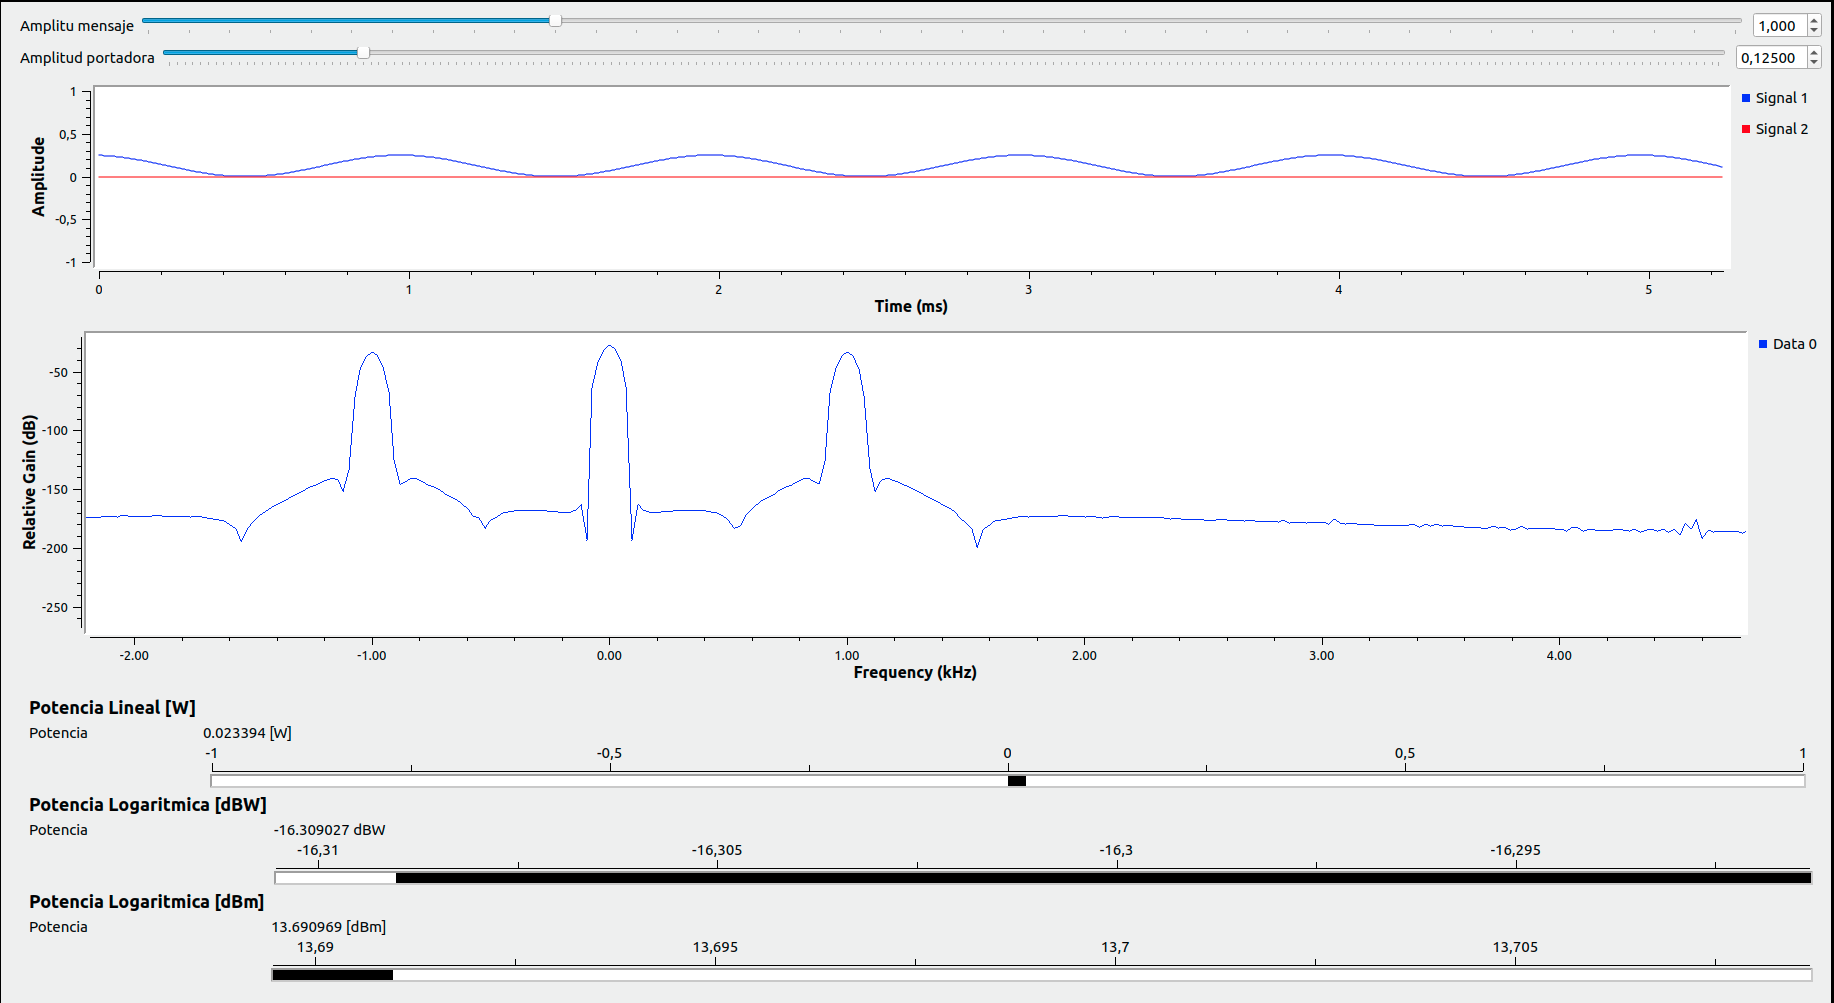 Amplitu mensaje
1,000
Amplitud portadora
0,12500
1
0,5
0
-0,5
-1
Amplitude
Signal 1
Signal 2
0 1 2 3 4 5
Time (ms)
-50
-100
-150
-200
-250
Relative Gain (dB)
Data 0
-2.00 -1.00 0.00 1.00 2.00 3.00 4.00
Frequency (kHz)
Potencia Lineal [W]
Potencia 0.023394 [W]
-1 -0,5 0 0,5 1
Potencia Logaritmica [dBW]
Potencia -16.309027 dBW
-16,31 -16,305 -16,3 -16,295
Potencia Logaritmica [dBm]
Potencia 13.690969 [dBm]
13,69 13,695 13,7 13,705